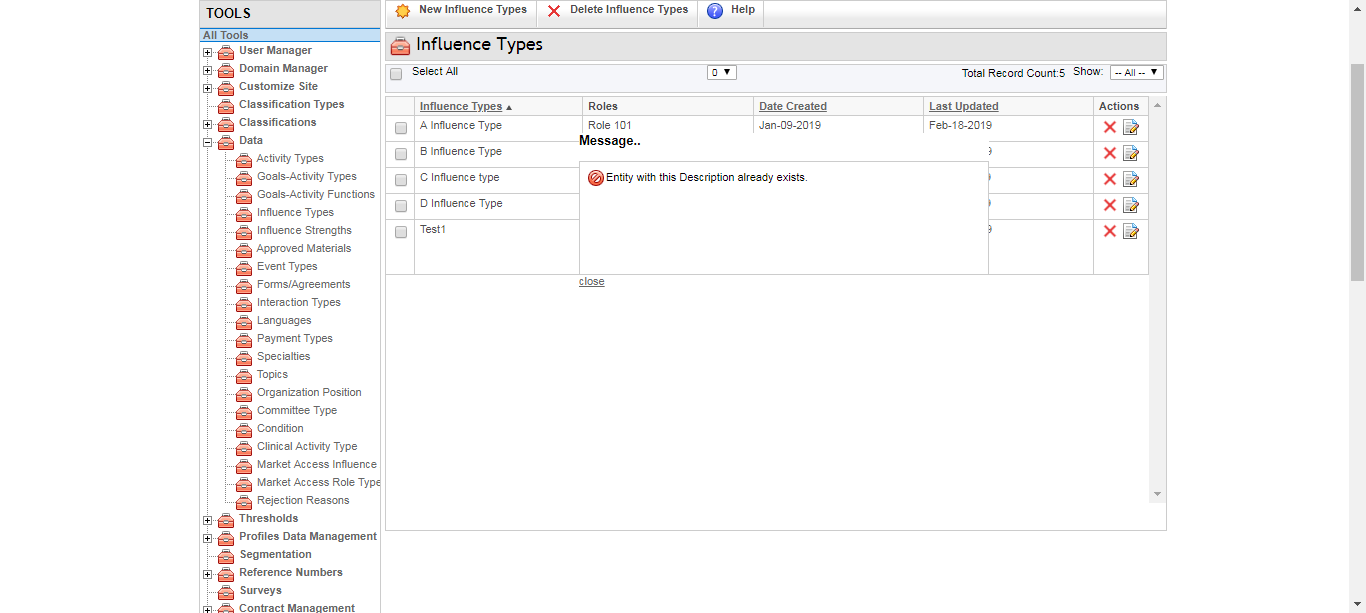 TOOLS
All Tools
User Manager
Domain Manager
Customize Site
Classification Types
Classifications
Data
Activity Types
Goals-Activity Types
Goals-Activity Functions
Influence Types
Influence Strengths
Approved Materials
Event Types
Forms/Agreements
Interaction Types
Languages
Payment Types
Specialties
Topics
Organization Position
Committee Type
Condition
Clinical Activity Type
Market Access Influence
Market Access Role Type
Rejection Reasons
Thresholds
Profiles Data Management
Segmentation
Reference Numbers
Surveys
Contract Management
New Influence Types Delete Influence Types Help
Influence Types
Select All 0 Total Record Count:5 Show: -- All --
Influence Types Roles Date Created Last Updated Actions
A Influence Type Role 101 Jan-09-2019 Feb-18-2019
B Influence Type
C Influence type
D Influence Type
Test1
Message..
Entity with this Description already exists.
close